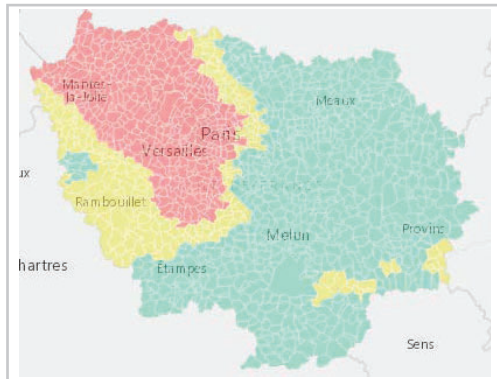 Mantes-
la-Jolie
Meaux
Paris
Versailles
ux
Rambouillet
Melun
Provins
hartres
Étampes
Sens